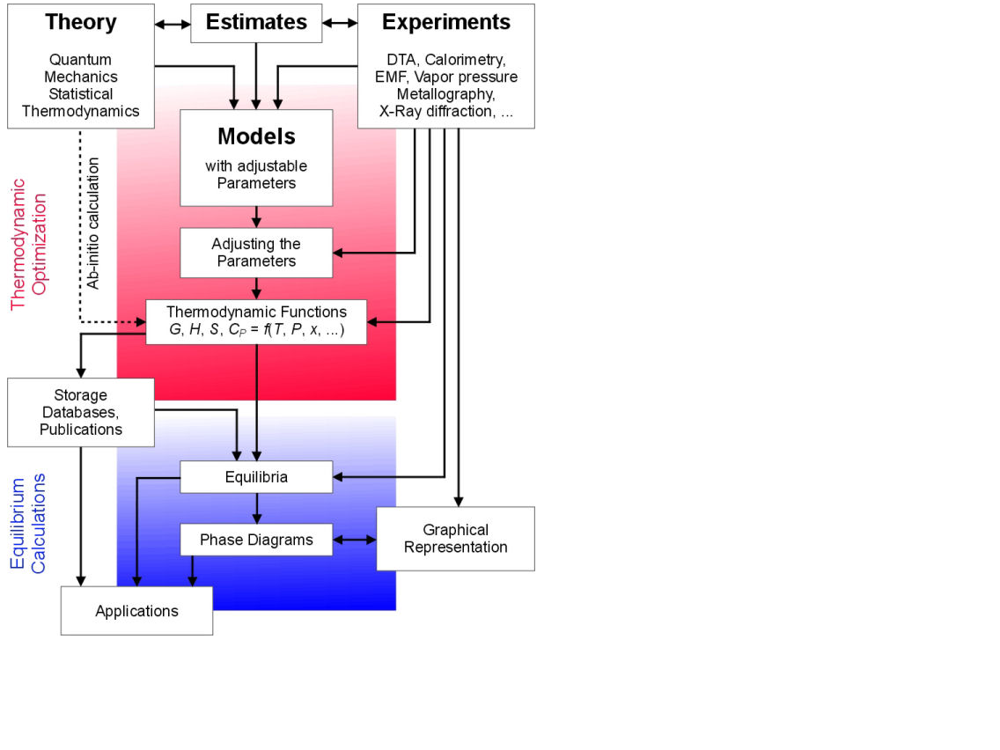 Theory
Quantum
Mechanics
Statistical
Thermodynamics
Estimates
Experiments
DTA, Calorimetry,
EMF, Vapor pressure
Metallography,
X-Ray diffraction, ...
Models
with adjustable
Parameters
Ab-initio calculation
Thermodynamic
Optimization
Adjusting the
Parameters
Thermodynamic Functions
G, H, S, CP = f(T, P, x, ...)
Storage
Databases,
Publications
Equilibrium
Calculations
Equilibria
Phase Diagrams
Graphical
Representation
Applications